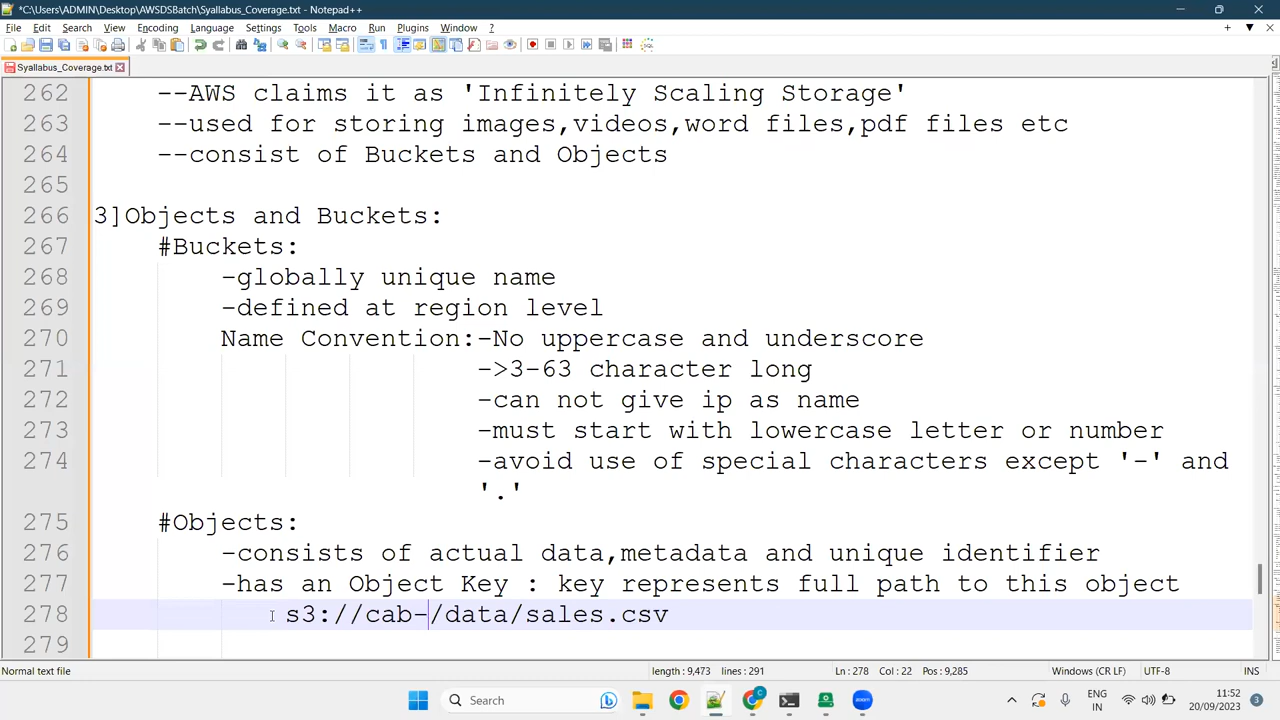 *C:\Users\ADMIN\Desktop\AWSDSBatch\Syallabus_Coverage.txt - Notepad++
File Edit Search View Encoding Language Settings Tools Macro Run Plugins Window ?
Syallabus_Coverage.txt
262 --AWS claims it as 'Infinitely Scaling Storage'
263 --used for storing images,videos,word files,pdf files etc
264 --consist of Buckets and Objects
265
266 3]Objects and Buckets:
267 #Buckets:
268 -globally unique name
269 -defined at region level
270 Name Convention:-No uppercase and underscore
271 ->3-63 character long
272 -can not give ip as name
273 -must start with lowercase letter or number
274 -avoid use of special characters except '-' and
'.'
275 #Objects:
276 -consists of actual data,metadata and unique identifier
277 -has an Object Key : key represents full path to this object
278 s3://cab-/data/sales.csv
279
Normal text file length : 9,473 lines : 291 Ln : 278 Col : 22 Pos : 9,285 Windows (CR LF) UTF-8 INS
Search ENG IN 11:52 20/09/2023 3